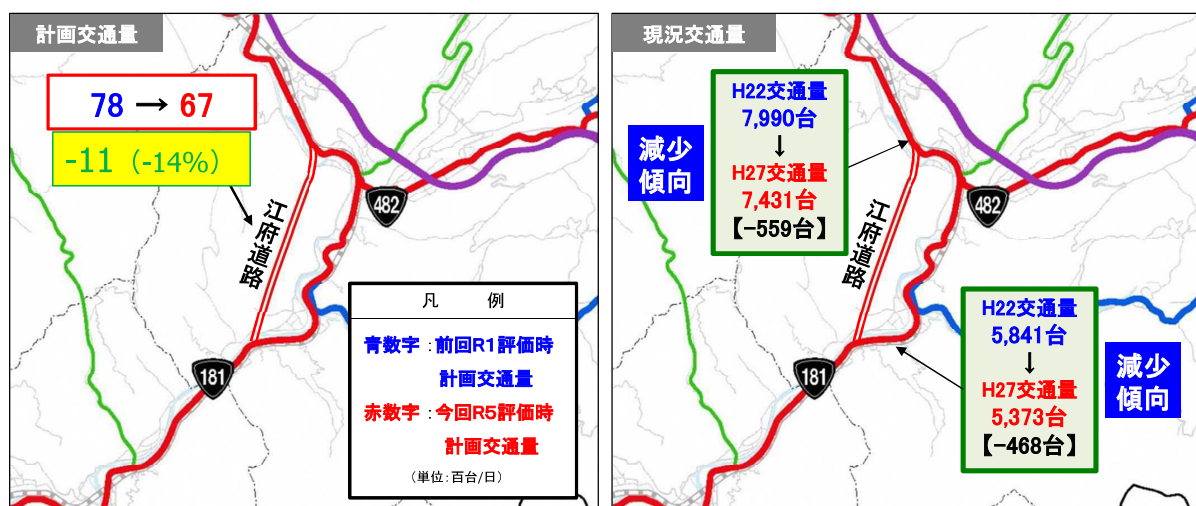 計画交通量
78 → 67
-11（-14%）
江府道路
482
181
凡 例
青数字：前回R1評価時
計画交通量
赤数字：今回R5評価時
計画交通量
（単位：百台/日）
現況交通量
H22交通量
7,990台
↓
H27交通量
7,431台
【-559台】
減少
傾向
江府道路
482
181
H22交通量
5,841台
↓
H27交通量
5,373台
【-468台】
減少
傾向